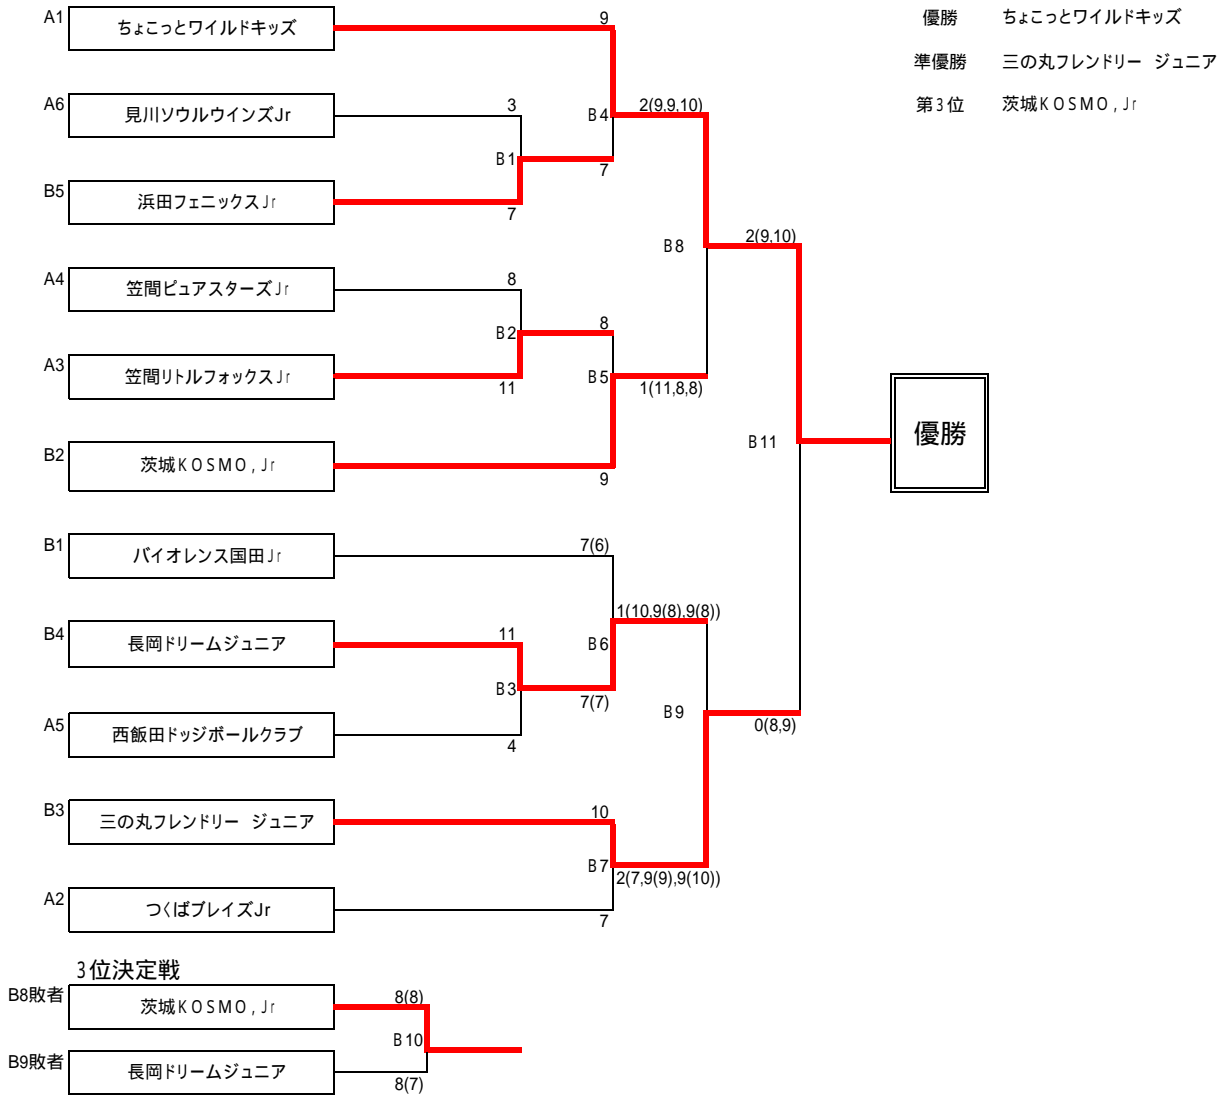 A1
ちょこっとワイルドキッズ
9
優勝 ちょこっとワイルドキッズ
準優勝 三の丸フレンドリー ジュニア
第3位 茨城KOSMO,Jr
A6
見川ソウルウインズJr
3
B4
2(9,9,10)
B1
7
B5
浜田フェニックスJr
7
B8
2(9,10)
A4
笠間ピュアスターズJr
8
B2
8
A3
笠間リトルフォックスJr
11
B5
1(11,8,8)
B11
優勝
B2
茨城KOSMO,Jr
9
B1
バイオレンス国田Jr
7(6)
1(10,9(8),9(8))
B4
長岡ドリームジュニア
11
B6
B3
7(7)
B9
0(8,9)
A5
西飯田ドッジボールクラブ
4
B3
三の丸フレンドリー ジュニア
10
B7
2(7,9(9),9(10))
A2
つくばブレイズJr
7
3位決定戦
B8敗者
茨城KOSMO,Jr
8(8)
B10
B9敗者
長岡ドリームジュニア
8(7)